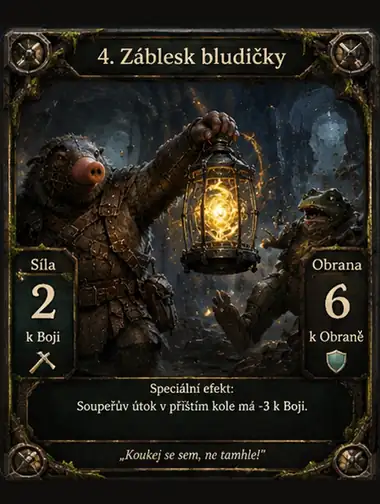 4. Záblesk bludičky
Síla
2
k Boji
Obrana
6
k Obraně
Speciální efekt:
Soupeřův útok v příštím kole má -3 k Boji.
„Koukej se sem, ne tamhle!"